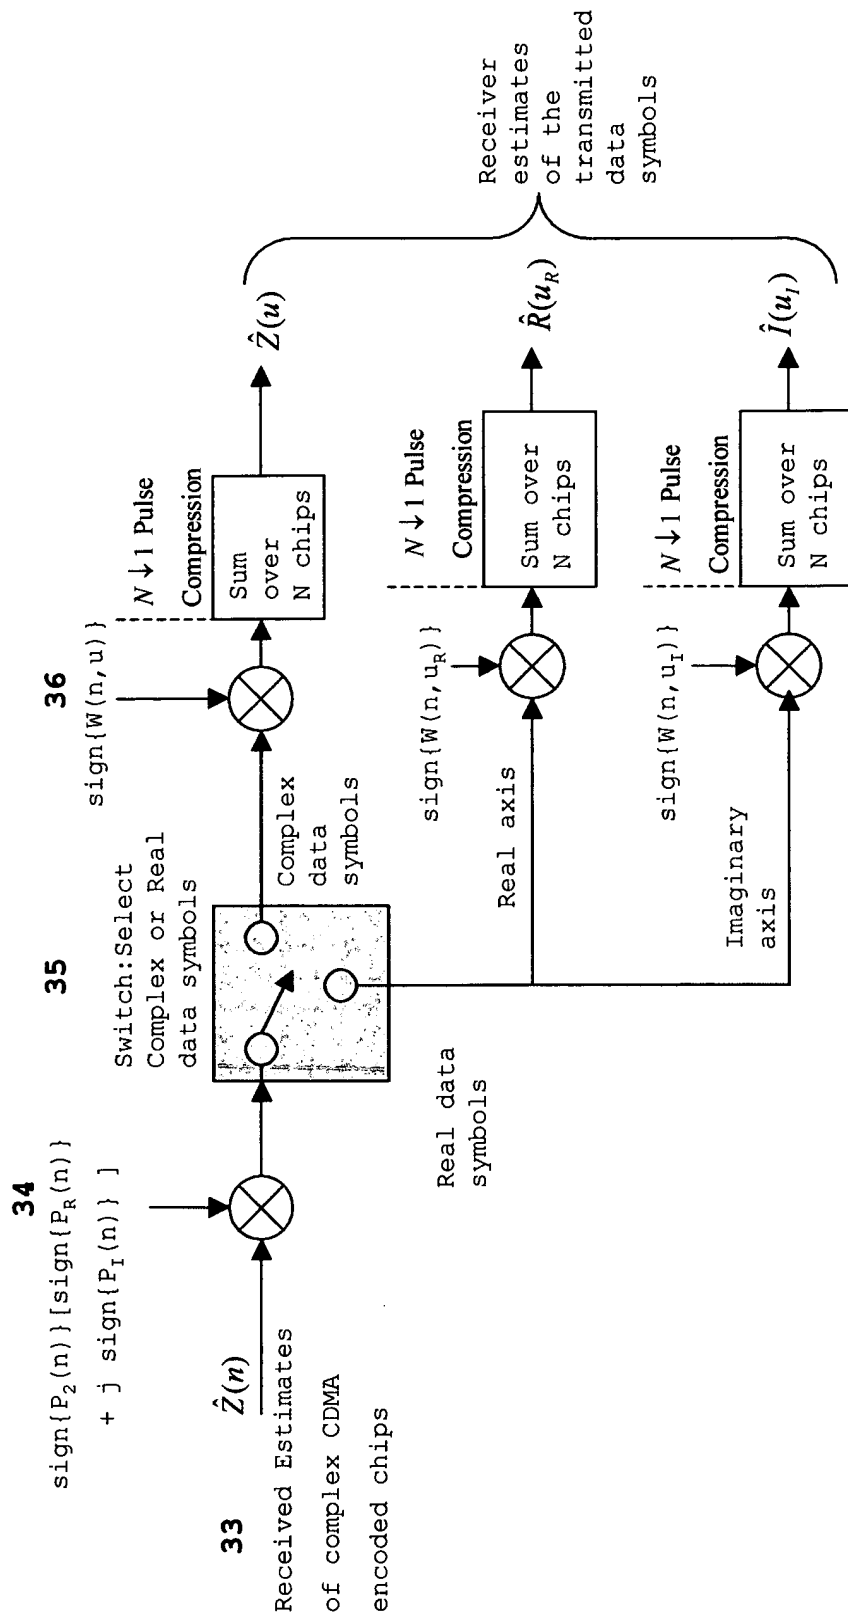 33
Received Estimates
of complex CDMA
encoded chips
Ẑ(n)
34
sign{P₂(n)}[sign{P_R(n)}
+ j sign{P_I(n)} ]
35
Switch:Select
Complex or Real
data symbols
Complex
data
symbols
Real data
symbols
36
sign{W(n,u)}
N ↓ 1 Pulse
Compression
Sum
over
N chips
Ẑ(u)
Real axis
sign{W(n,u_R)}
N ↓ 1 Pulse
Compression
Sum over
N chips
R̂(u_R)
Imaginary
axis
sign{W(n,u_I)}
N ↓ 1 Pulse
Compression
Sum over
N chips
Î(u_I)
Receiver
estimates
of the
transmitted
data
symbols